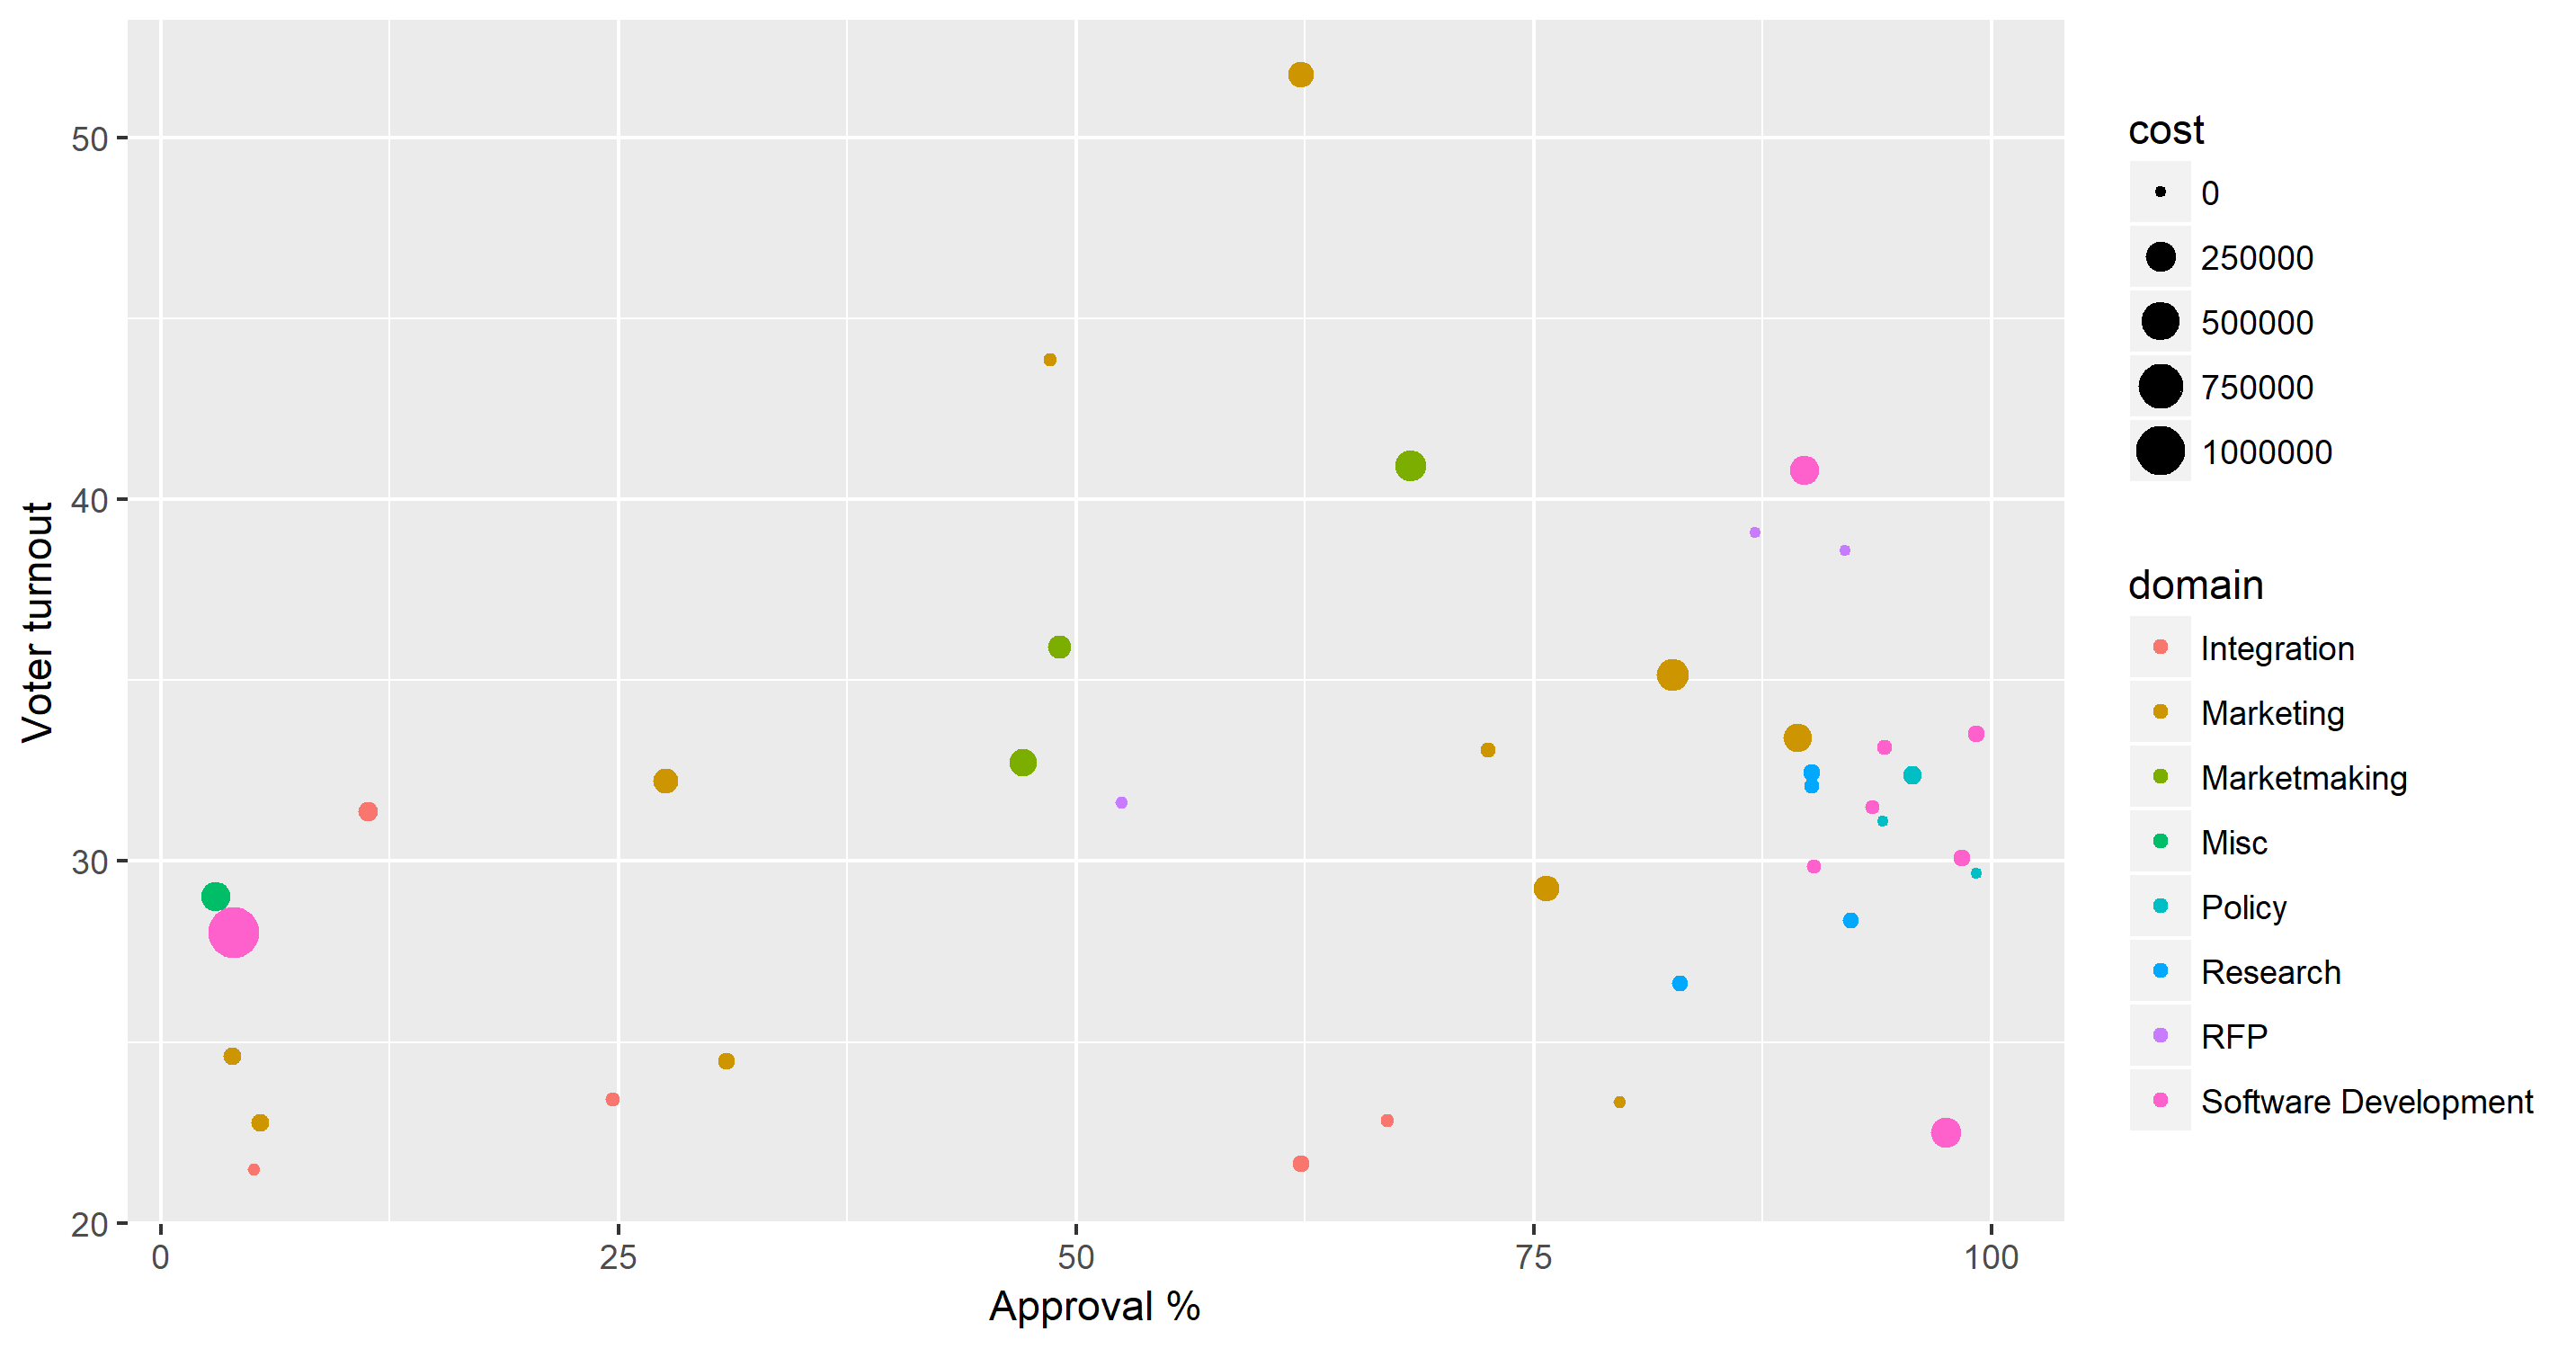 Voter turnout
50
40
30
20
0 25 50 75 100
Approval %
cost
0
250000
500000
750000
1000000
domain
Integration
Marketing
Marketmaking
Misc
Policy
Research
RFP
Software Development